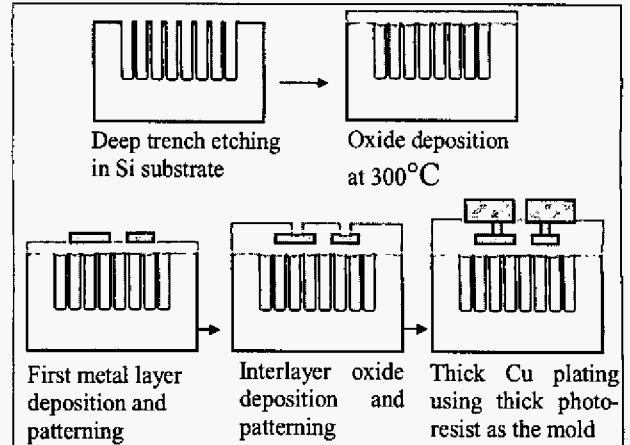 Deep trench etching
in Si substrate
Oxide deposition
at 300°C
First metal layer
deposition and
patterning
Interlayer oxide
deposition and
patterning
Thick Cu plating
using thick photo-
resist as the mold